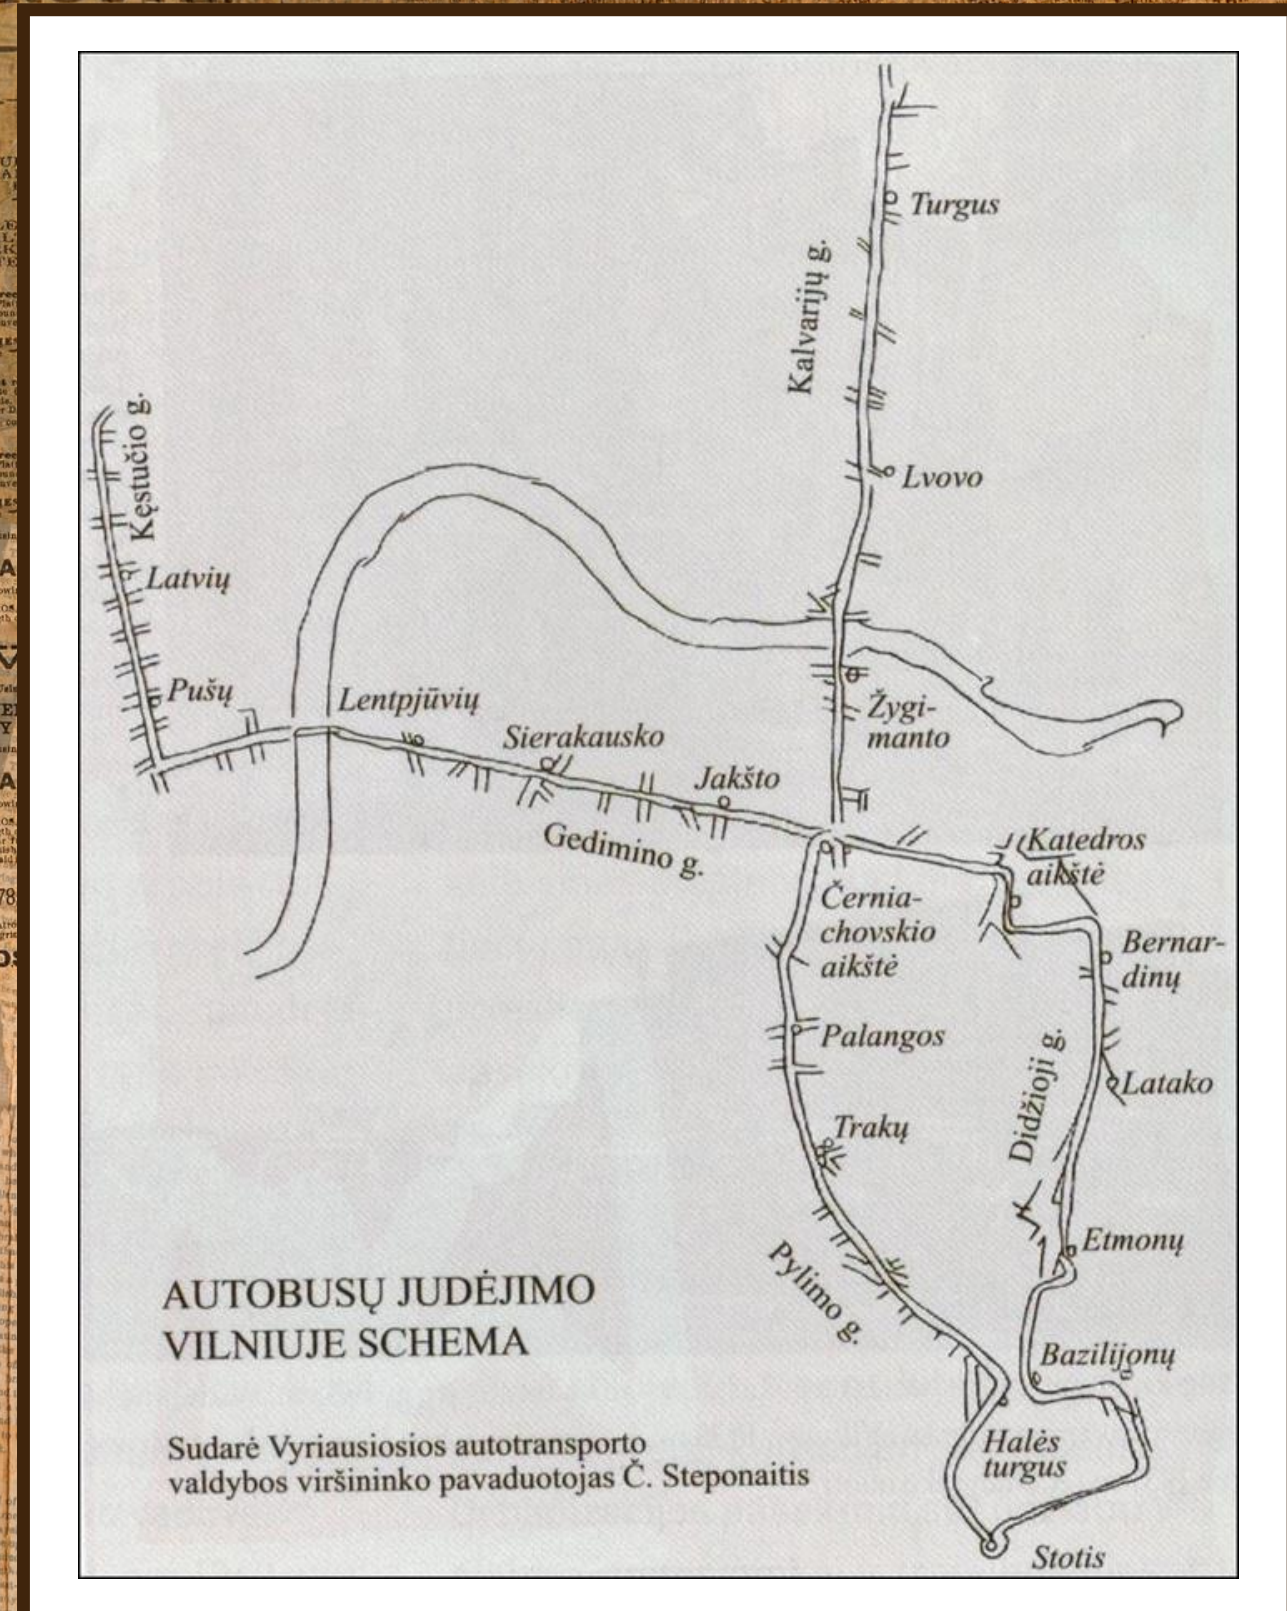 Turgus
Kalvarijų g.
Kęstučio g.
Lvovo
Latvių
Pušų
Lentpjūvių
Sierakausko
Žygi-
manto
Jakšto
Gedimino g.
Katedros
aikštė
Černia-
chovskio
aikštė
Bernar-
dinų
Palangos
Didžioji g.
Latako
Trakų
Etmonų
Pylimo g.
AUTOBUSŲ JUDĖJIMO
VILNIUJE SCHEMA
Bazilijonų
Sudarė Vyriausiosios autotransporto
valdybos viršininko pavaduotojas Č. Steponaitis
Halės
turgus
Stotis